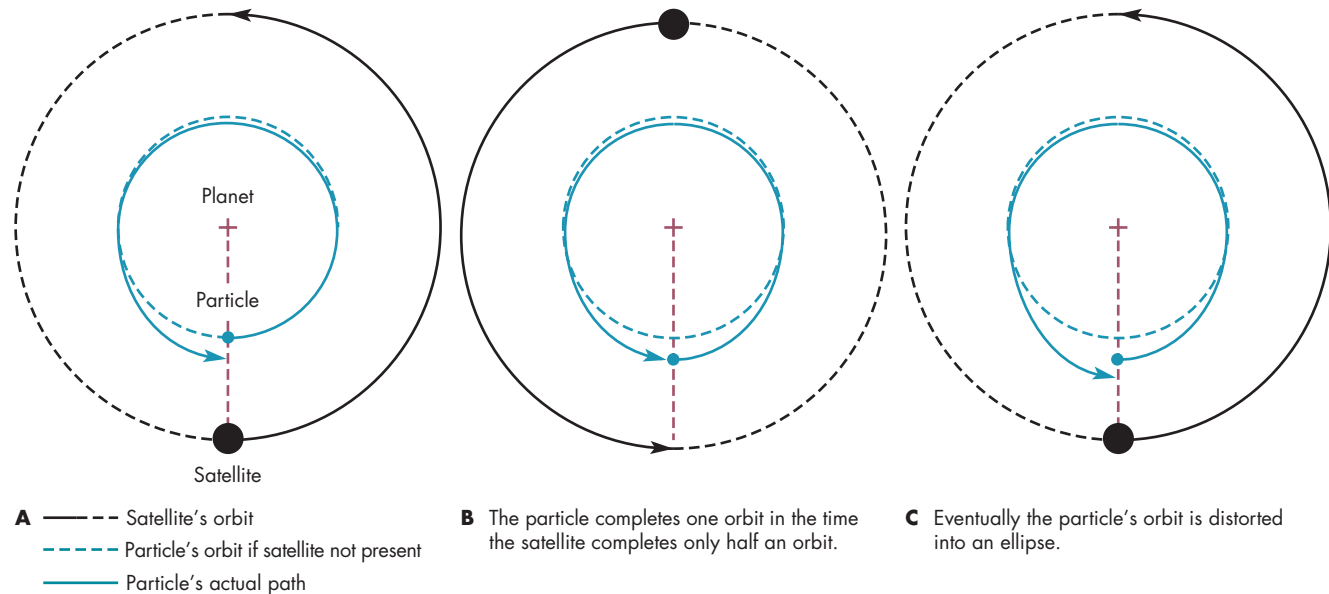 Planet
Particle
Satellite
A Satellite's orbit
Particle's orbit if satellite not present
Particle's actual path
B The particle completes one orbit in the time
the satellite completes only half an orbit.
C Eventually the particle's orbit is distorted
into an ellipse.